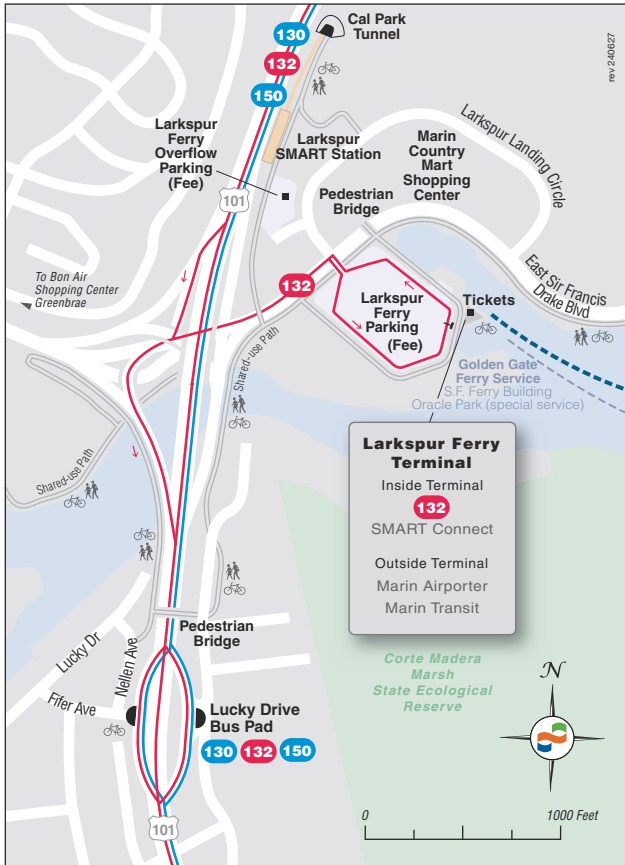 Cal Park
Tunnel
130
132
150
rev 240627
Larkspur
Ferry
Overflow
Parking
(Fee)
Larkspur
SMART Station
Marin
Country
Mart
Shopping
Center
Larkspur Landing Circle
101
Pedestrian
Bridge
East Sir Francis
Drake Blvd
To Bon Air
Shopping Center
Greenbrae
132
Larkspur
Ferry
Parking
(Fee)
Tickets
Shared-use Path
Golden Gate
Ferry Service
S.F. Ferry Building
Oracle Park (special service)
Shared-use Path
Larkspur Ferry
Terminal
Inside Terminal
132
SMART Connect
Outside Terminal
Marin Airporter
Marin Transit
Pedestrian
Bridge
Lucky Dr
Nellen Ave
Fifer Ave
Corte Madera
Marsh
State Ecological
Reserve
N
Lucky Drive
Bus Pad
130 132 150
101
0 1000 Feet